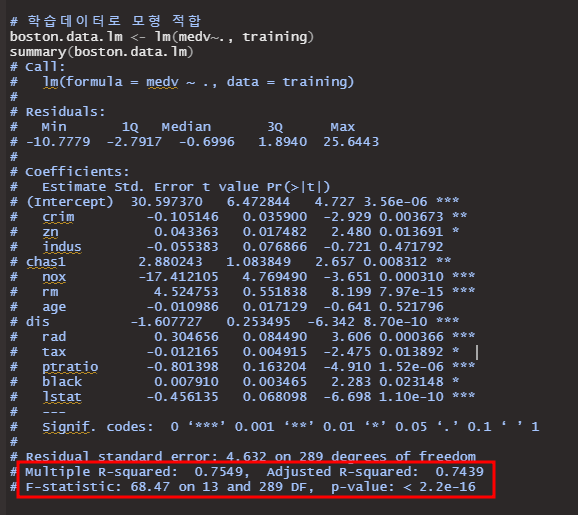 # 학습데이터로 모형 적합
boston.data.lm <- lm(medv~., training)
summary(boston.data.lm)
# Call:
#   lm(formula = medv ~ ., data = training)
#
# Residuals:
#   Min       1Q   Median       3Q      Max
# -10.7779  -2.7917  -0.6996   1.8940  25.6443
#
# Coefficients:
#   Estimate Std. Error t value Pr(>|t|)
# (Intercept)  30.597370   6.472844   4.727 3.56e-06 ***
#   crim         -0.105146   0.035900  -2.929 0.003673 **
#   zn            0.043363   0.017482   2.480 0.013691 *
#   indus        -0.055383   0.076866  -0.721 0.471792
# chas1         2.880243   1.083849   2.657 0.008312 **
#   nox         -17.412105   4.769490  -3.651 0.000310 ***
#   rm            4.524753   0.551838   8.199 7.97e-15 ***
#   age          -0.010986   0.017129  -0.641 0.521796
# dis          -1.607727   0.253495  -6.342 8.70e-10 ***
#   rad           0.304656   0.084490   3.606 0.000366 ***
#   tax          -0.012165   0.004915  -2.475 0.013892 *
#   ptratio      -0.801398   0.163204  -4.910 1.52e-06 ***
#   black         0.007910   0.003465   2.283 0.023148 *
#   lstat        -0.456135   0.068098  -6.698 1.10e-10 ***
#   ---
#   signif. codes:  0 ‘***’ 0.001 ‘**’ 0.01 ‘*’ 0.05 ‘.’ 0.1 ‘ ’ 1
#
# Residual standard error: 4.632 on 289 degrees of freedom
# Multiple R-squared:  0.7549, Adjusted R-squared:  0.7439
# F-statistic: 68.47 on 13 and 289 DF,  p-value: < 2.2e-16